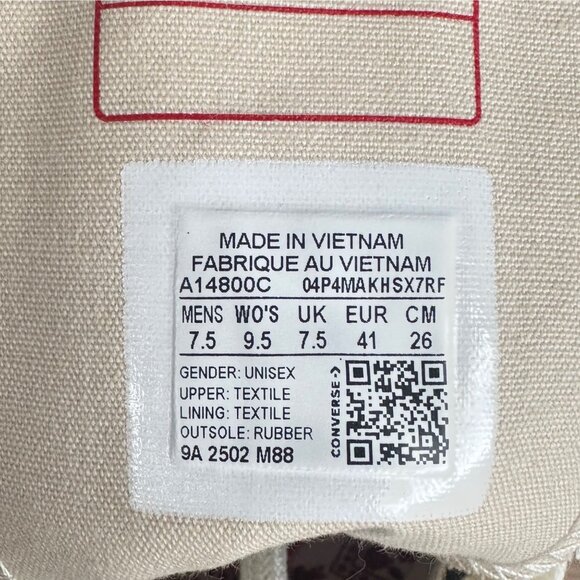 MADE IN VIETNAM
FABRIQUE AU VIETNAM
A14800C 04P4MAKHSX7RF
MENS WO'S UK EUR CM
7.5 9.5 7.5 41 26
GENDER: UNISEX
UPPER: TEXTILE
LINING: TEXTILE
OUTSOLE: RUBBER
9A 2502 M88
CONVERSE